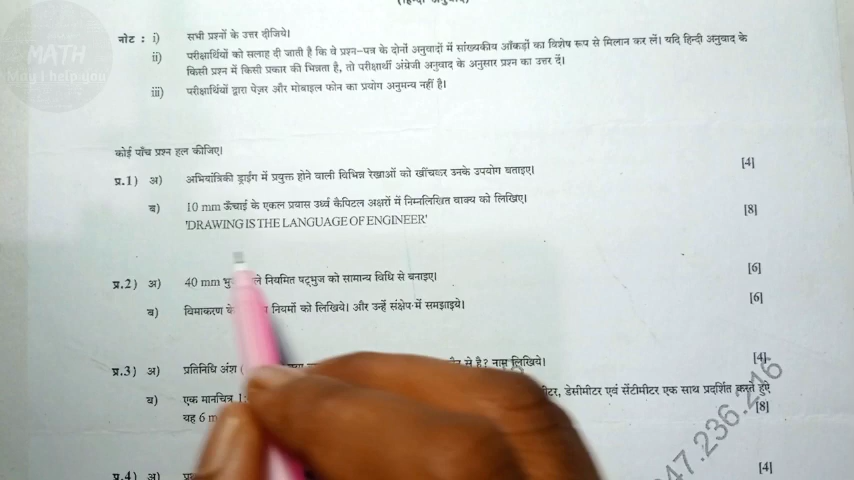 (हिन्दी अनुवाद)
MATH
May I help you
नोट : i) सभी प्रश्नों के उत्तर दीजिये।
ii) परीक्षार्थियों को सलाह दी जाती है कि वे प्रश्न-पत्र के दोनों अनुवादों में सांख्यकीय आँकड़ों का विशेष रूप से मिलान कर लें। यदि हिन्दी अनुवाद के
किसी प्रश्न में किसी प्रकार की भिन्नता है, तो परीक्षार्थी अंग्रेजी अनुवाद के अनुसार प्रश्न का उत्तर दें।
iii) परीक्षार्थियों द्वारा पेज़र और मोबाइल फोन का प्रयोग अनुमन्य नहीं है।
कोई पाँच प्रश्न हल कीजिए।
प्र.1) अ) अभियांत्रिकी ड्राईंग में प्रयुक्त होने वाली विभिन्न रेखाओं को खींचकर उनके उपयोग बताइए। [4]
ब) 10 mm ऊँचाई के एकल प्रयास उर्ध्व कैपिटल अक्षरों में निम्नलिखित वाक्य को लिखिए। [8]
'DRAWING IS THE LANGUAGE OF ENGINEER'
प्र.2) अ) 40 mm नियमित षट्भुज को सामान्य विधि से बनाइए। [6]
ब) विमाकरण नियमों को लिखिये। और उन्हें संक्षेप में समझाइये। [6]
प्र.3) अ) प्रतिनिधि अंश ( से है? नाम लिखिये। [4]
ब) एक मानचित्र 1: डेसीमीटर एवं सेंटीमीटर एक साथ प्रदर्शित करते हुऐ
यह 6 [8]
47.236.216
प्र.4) अ) [4]